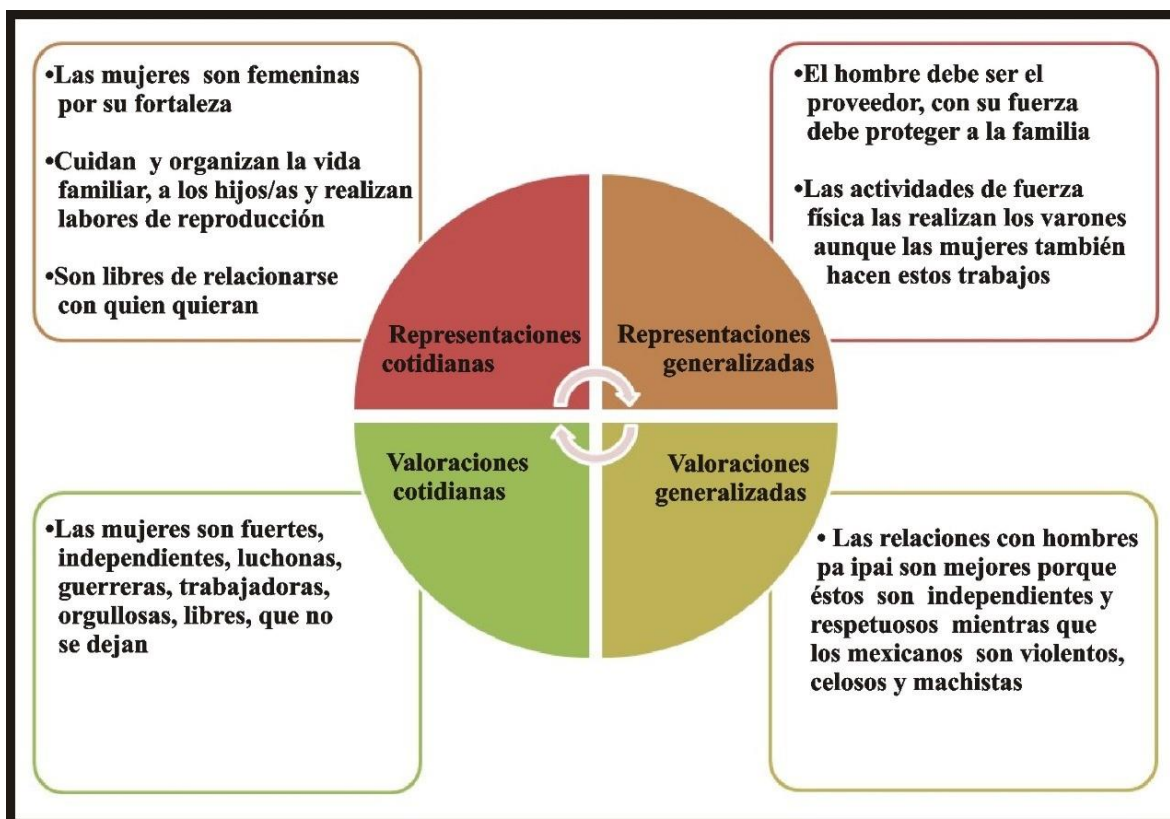 •Las mujeres son femeninas
por su fortaleza
•Cuidan y organizan la vida
familiar, a los hijos/as y realizan
labores de reproducción
•Son libres de relacionarse
con quien quieran
•El hombre debe ser el
proveedor, con su fuerza
debe proteger a la familia
•Las actividades de fuerza
física las realizan los varones
aunque las mujeres también
hacen estos trabajos
Representaciones
cotidianas
Representaciones
generalizadas
Valoraciones
cotidianas
Valoraciones
generalizadas
•Las mujeres son fuertes,
independientes, luchonas,
guerreras, trabajadoras,
orgullosas, libres, que no
se dejan
• Las relaciones con hombres
pa ipai son mejores porque
éstos son independientes y
respetuosos mientras que
los mexicanos son violentos,
celosos y machistas